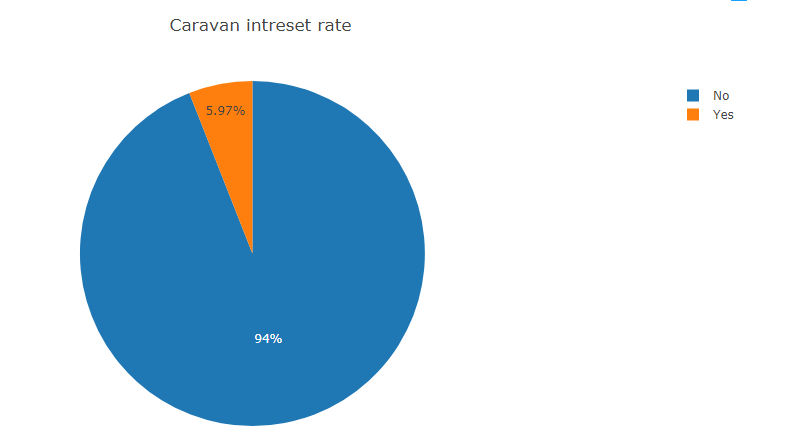 Caravan intreset rate
No
Yes
5.97%
94%